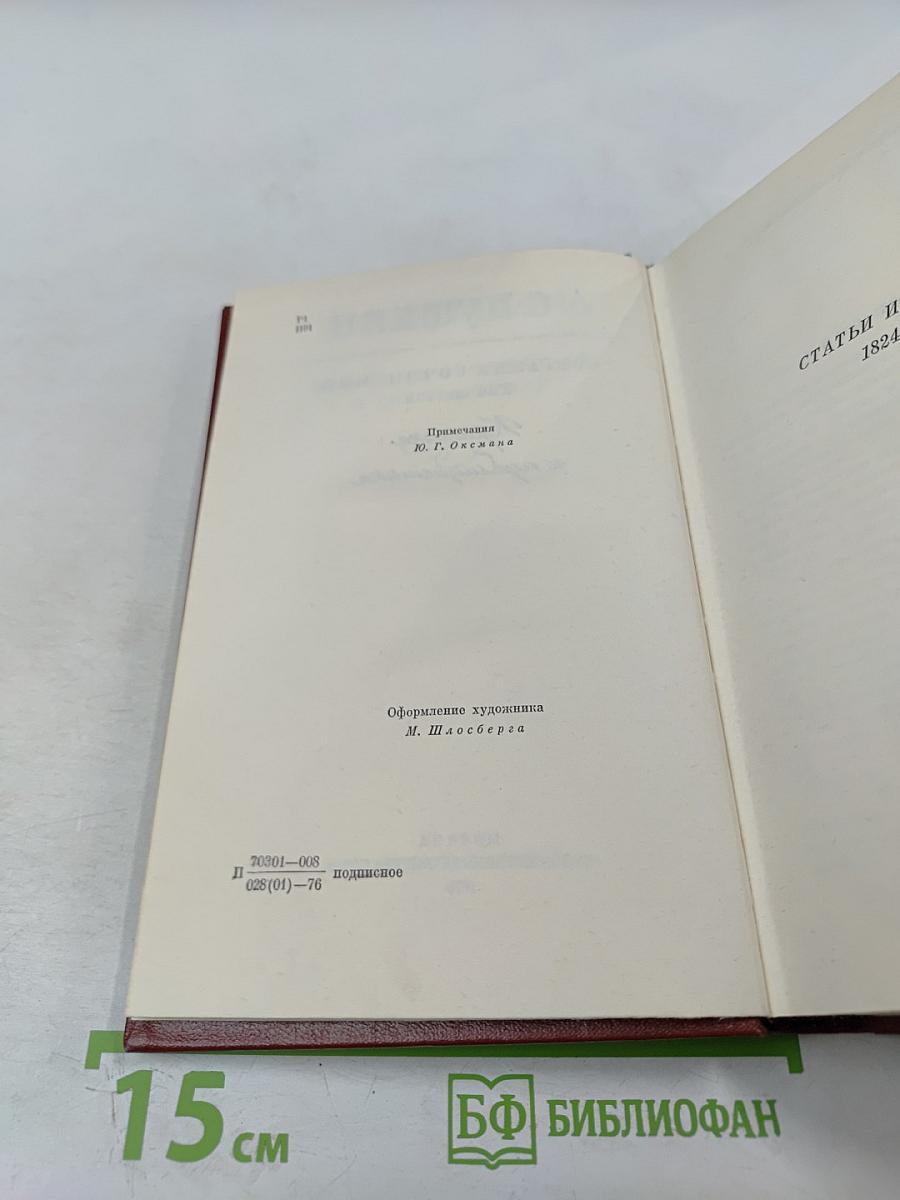 Р1
П91
Примечания
Ю. Г. Оксмана
Оформление художника
М. Шлосберга
П 70301—008
028(01)—76 подписное
СТАТЬИ И
1824
15 см
БФ БИБЛИОФАН